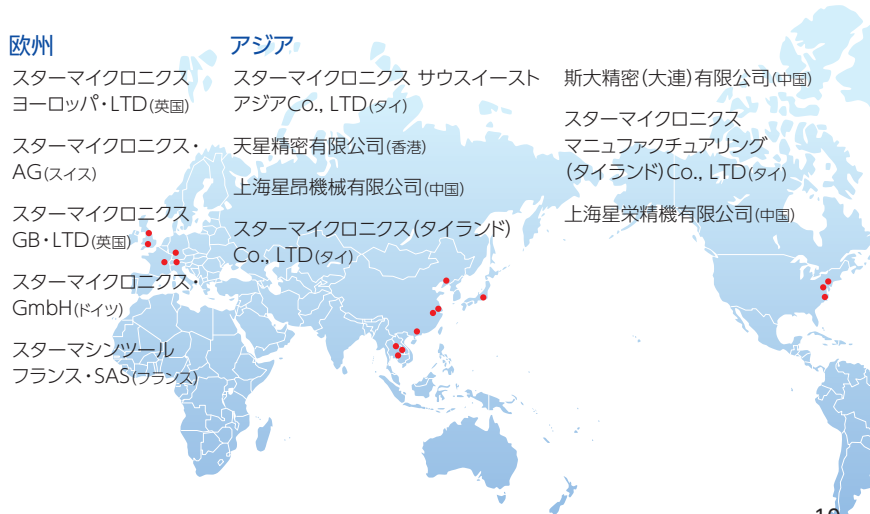 欧州
スターマイクロニクス
ヨーロッパ・LTD(英国)
スターマイクロニクス・
AG(スイス)
スターマイクロニクス
GB・LTD(英国)
スターマイクロニクス・
GmbH(ドイツ)
スターマシンツール
フランス・SAS(フランス)
アジア
スターマイクロニクス サウスイースト
アジアCo., LTD(タイ)
天星精密有限公司(香港)
上海星昂機械有限公司(中国)
スターマイクロニクス(タイランド)
Co., LTD(タイ)
斯大精密(大連)有限公司(中国)
スターマイクロニクス
マニュファクチュアリング
(タイランド)Co., LTD(タイ)
上海星栄精機有限公司(中国)